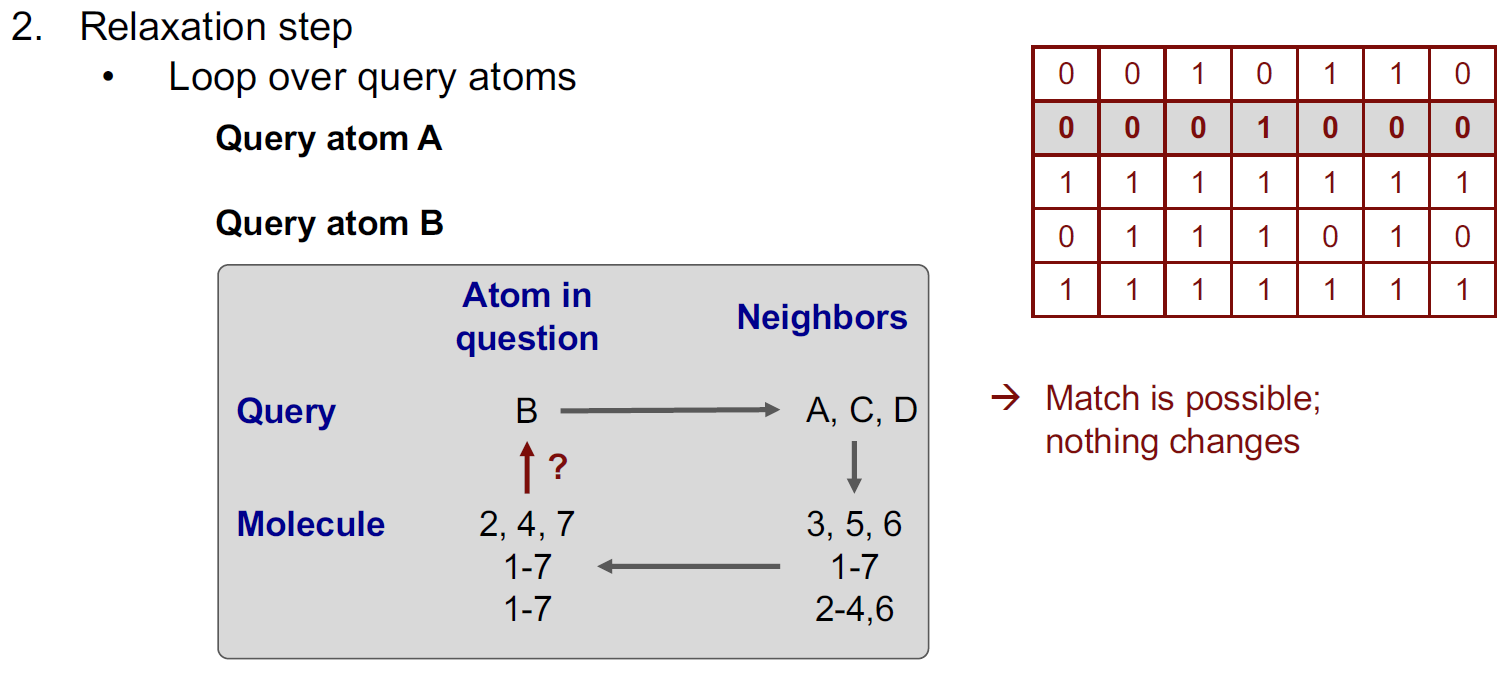 2. Relaxation step
• Loop over query atoms
Query atom A
Query atom B
Atom in
question
Neighbors
Query B A, C, D
?
Molecule 2, 4, 7 3, 5, 6
1-7 1-7
1-7 2-4,6
0 0 1 0 1 1 0
0 0 0 1 0 0 0
1 1 1 1 1 1 1
0 1 1 1 0 1 0
1 1 1 1 1 1 1
→ Match is possible;
nothing changes